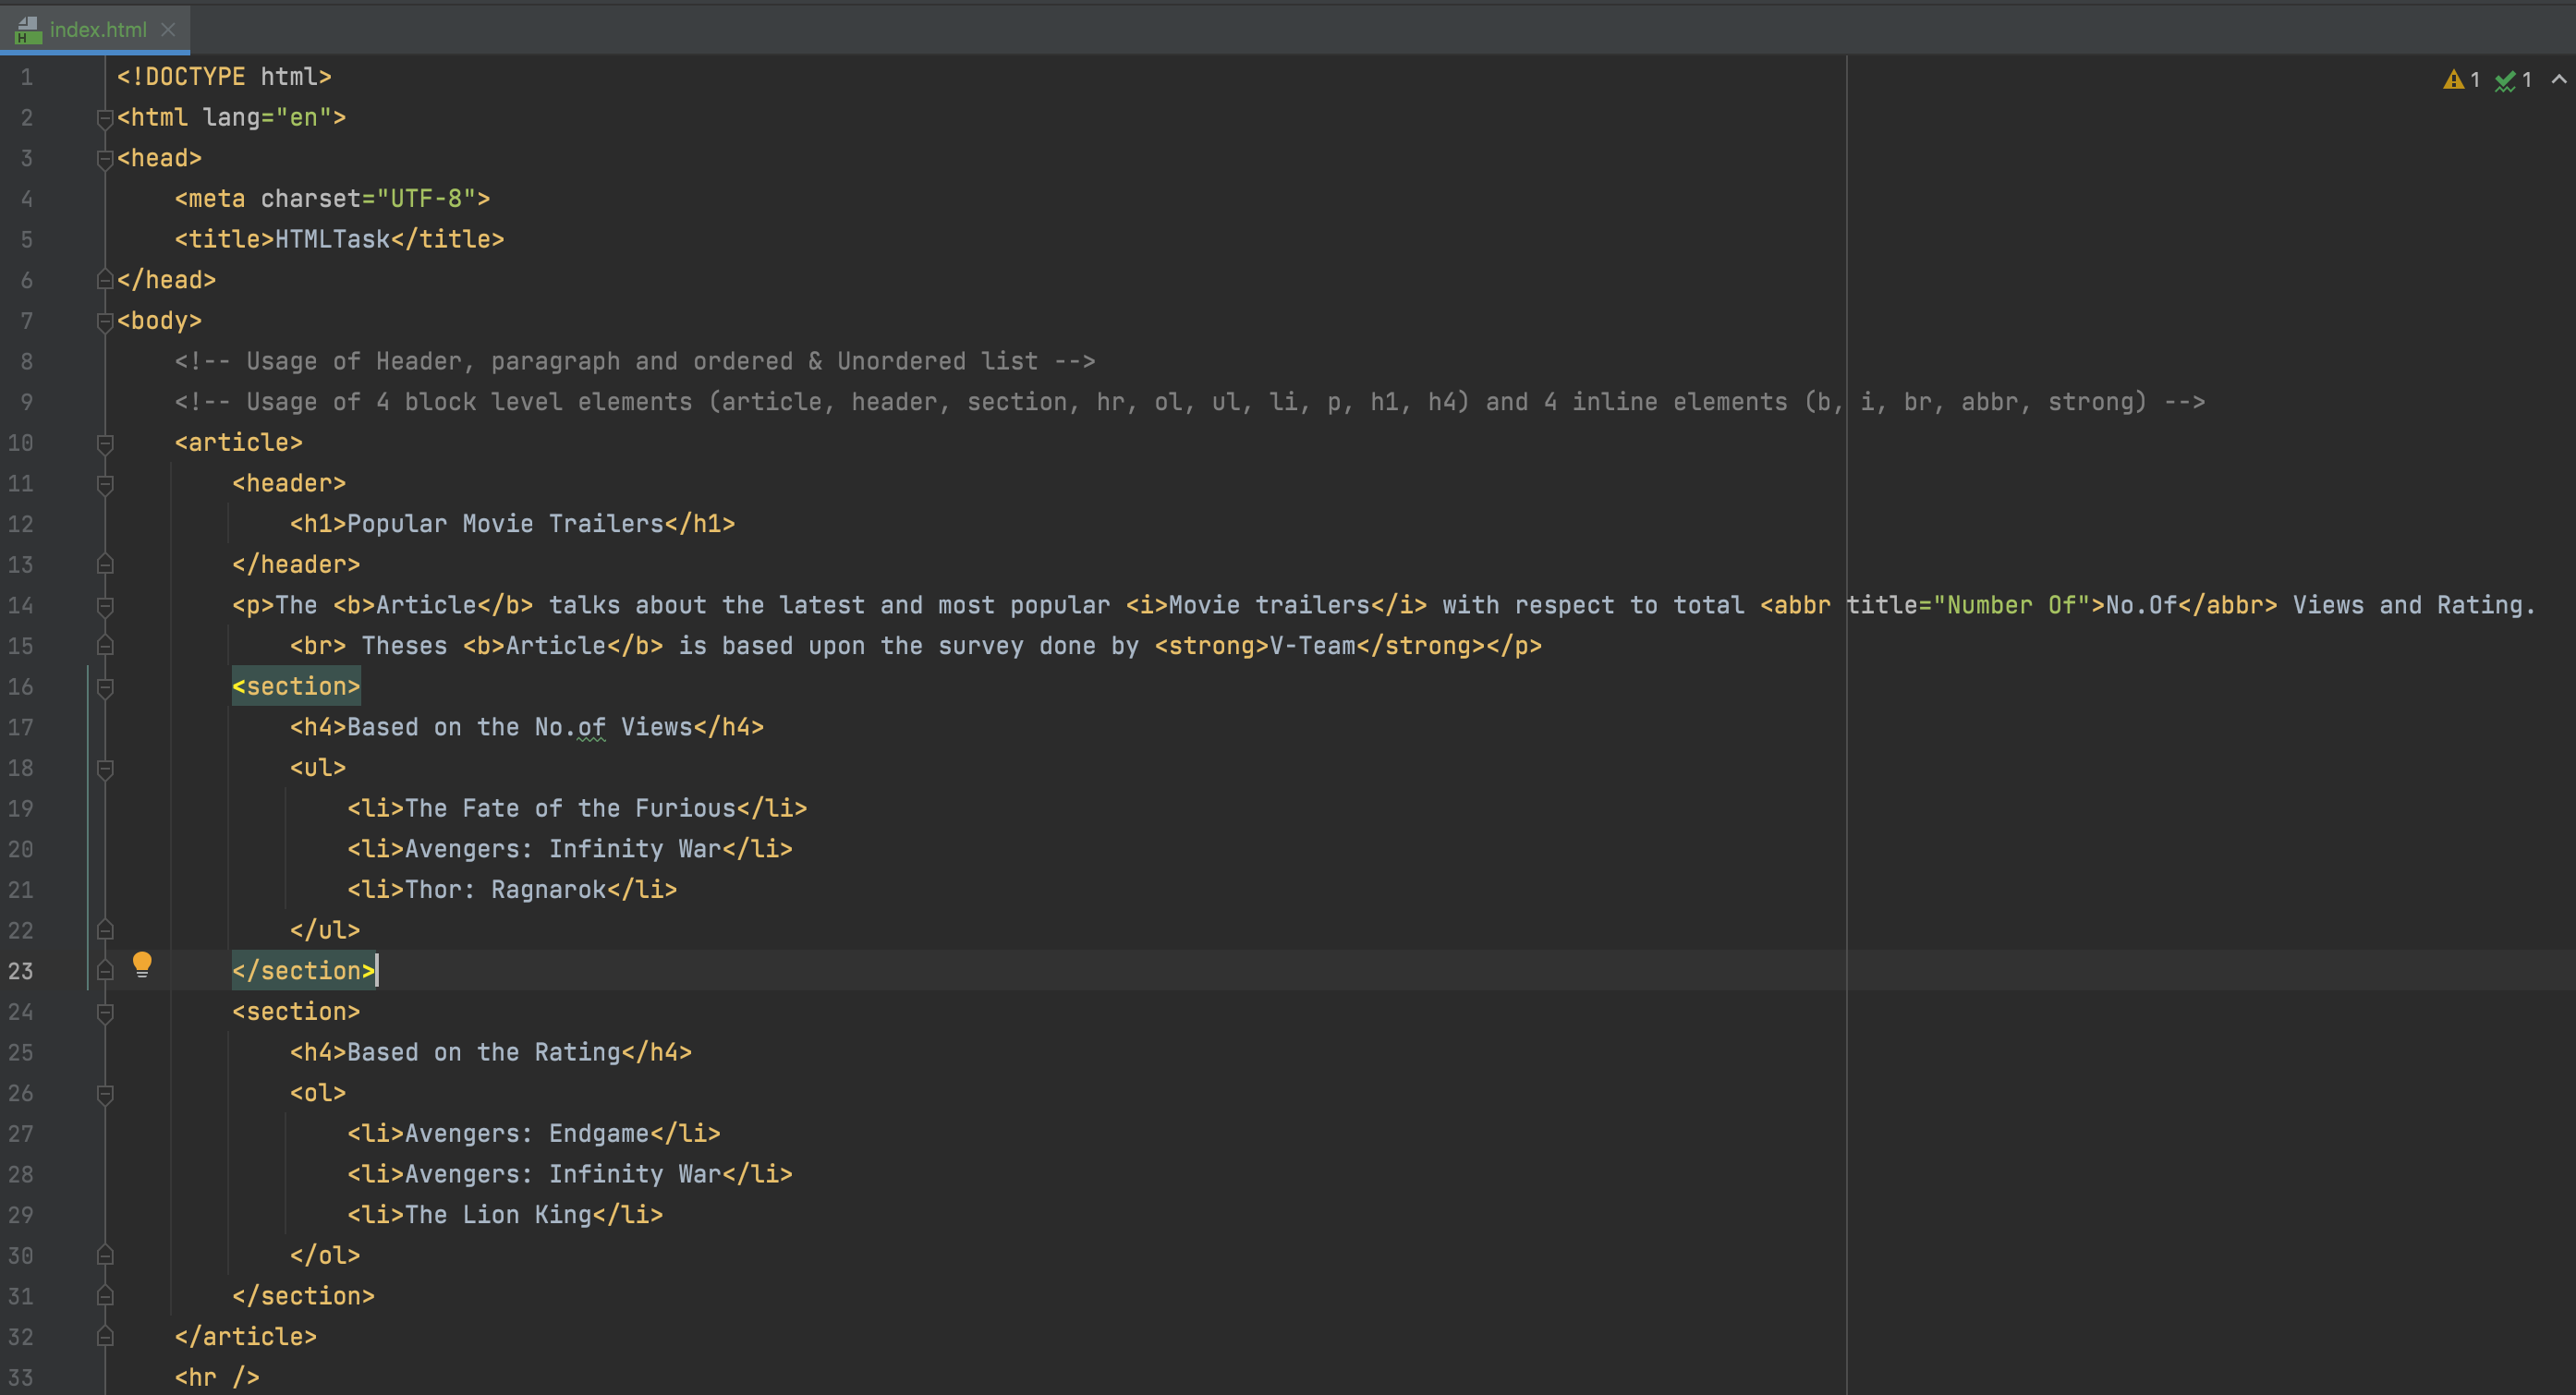 index.html
1 <!DOCTYPE html>
2 <html lang="en">
3 <head>
4     <meta charset="UTF-8">
5     <title>HTMLTask</title>
6 </head>
7 <body>
8     <!-- Usage of Header, paragraph and ordered & Unordered list -->
9     <!-- Usage of 4 block level elements (article, header, section, hr, ol, ul, li, p, h1, h4) and 4 inline elements (b, i, br, abbr, strong) -->
10     <article>
11         <header>
12             <h1>Popular Movie Trailers</h1>
13         </header>
14         <p>The <b>Article</b> talks about the latest and most popular <i>Movie trailers</i> with respect to total <abbr title="Number Of">No.Of</abbr> Views and Rating.
15             <br> Theses <b>Article</b> is based upon the survey done by <strong>V-Team</strong></p>
16         <section>
17             <h4>Based on the No.of Views</h4>
18             <ul>
19                 <li>The Fate of the Furious</li>
20                 <li>Avengers: Infinity War</li>
21                 <li>Thor: Ragnarok</li>
22             </ul>
23         </section>
24         <section>
25             <h4>Based on the Rating</h4>
26             <ol>
27                 <li>Avengers: Endgame</li>
28                 <li>Avengers: Infinity War</li>
29                 <li>The Lion King</li>
30             </ol>
31         </section>
32     </article>
33     <hr />
1 1